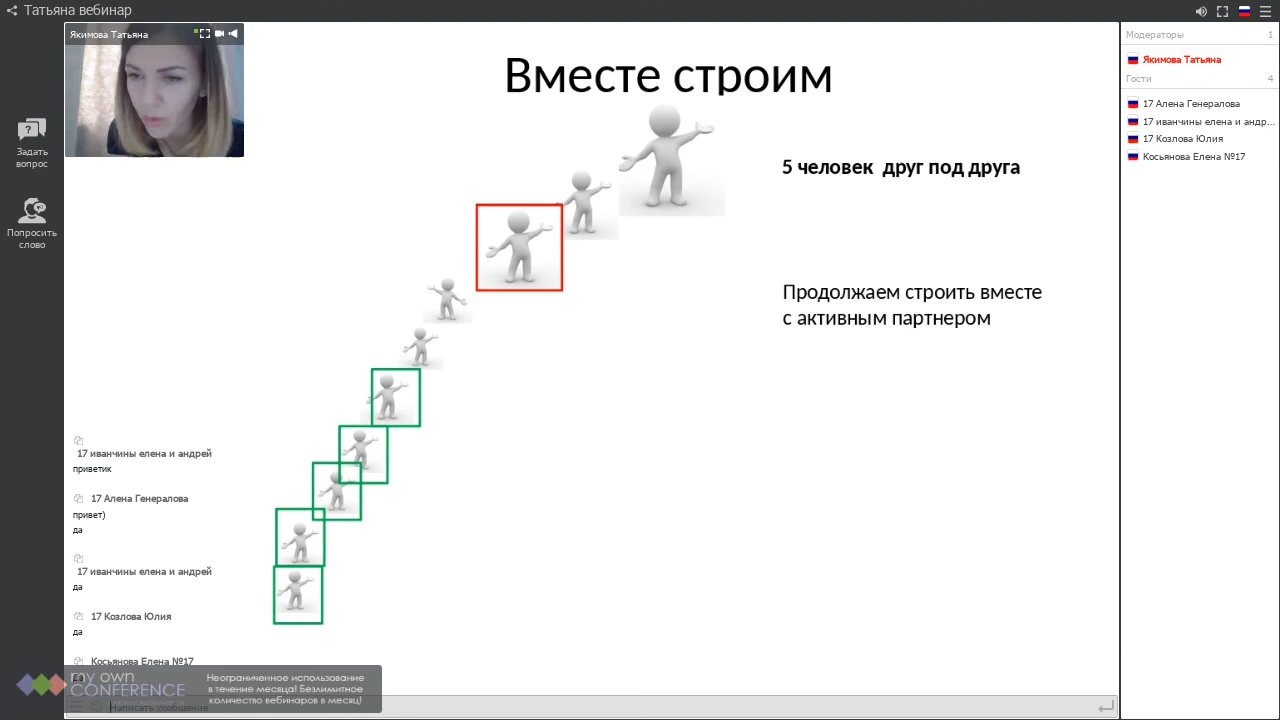 Татьяна вебинар
Якимова Татьяна
Задать
вопрос
Попросить
слово
Вместе строим
5 человек друг под друга
Продолжаем строить вместе
с активным партнером
17 иванчины елена и андрей
приветик
17 Алена Генералова
привет)
да
17 иванчины елена и андрей
да
17 Козлова Юлия
да
Косьянова Елена №17
да
my own
CONFERENCE
Неограниченное использование
в течение месяца! Безлимитное
количество вебинаров в месяц!
Написать сообщение
Модераторы 1
Якимова Татьяна
Гости 4
17 Алена Генералова
17 иванчины елена и андр...
17 Козлова Юлия
Косьянова Елена №17